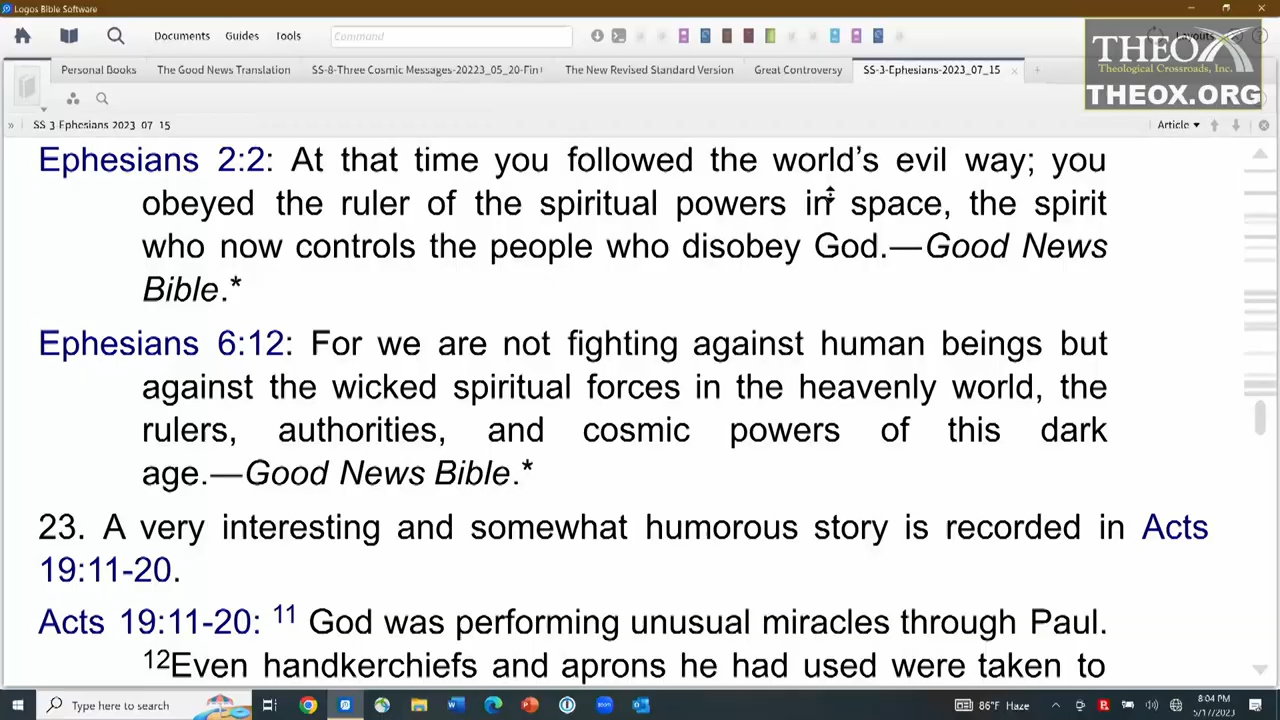 Logos Bible Software
Documents Guides Tools Command Layouts
THEOX
Theological Crossroads, Inc.
THEOX.ORG
Personal Books The Good News Translation SS-8-Three Cosmic Messages 2023_05_20-Fin The New Revised Standard Version Great Controversy SS-3-Ephesians-2023_07_15
SS 3 Ephesians 2023 07 15 Article
Ephesians 2:2: At that time you followed the world's evil way; you
obeyed the ruler of the spiritual powers in space, the spirit
who now controls the people who disobey God.—Good News
Bible.*
Ephesians 6:12: For we are not fighting against human beings but
against the wicked spiritual forces in the heavenly world, the
rulers, authorities, and cosmic powers of this dark
age.—Good News Bible.*
23. A very interesting and somewhat humorous story is recorded in Acts
19:11-20.
Acts 19:11-20: 11 God was performing unusual miracles through Paul.
12Even handkerchiefs and aprons he had used were taken to
Type here to search 86°F Haze 8:04 PM
5/17/2023